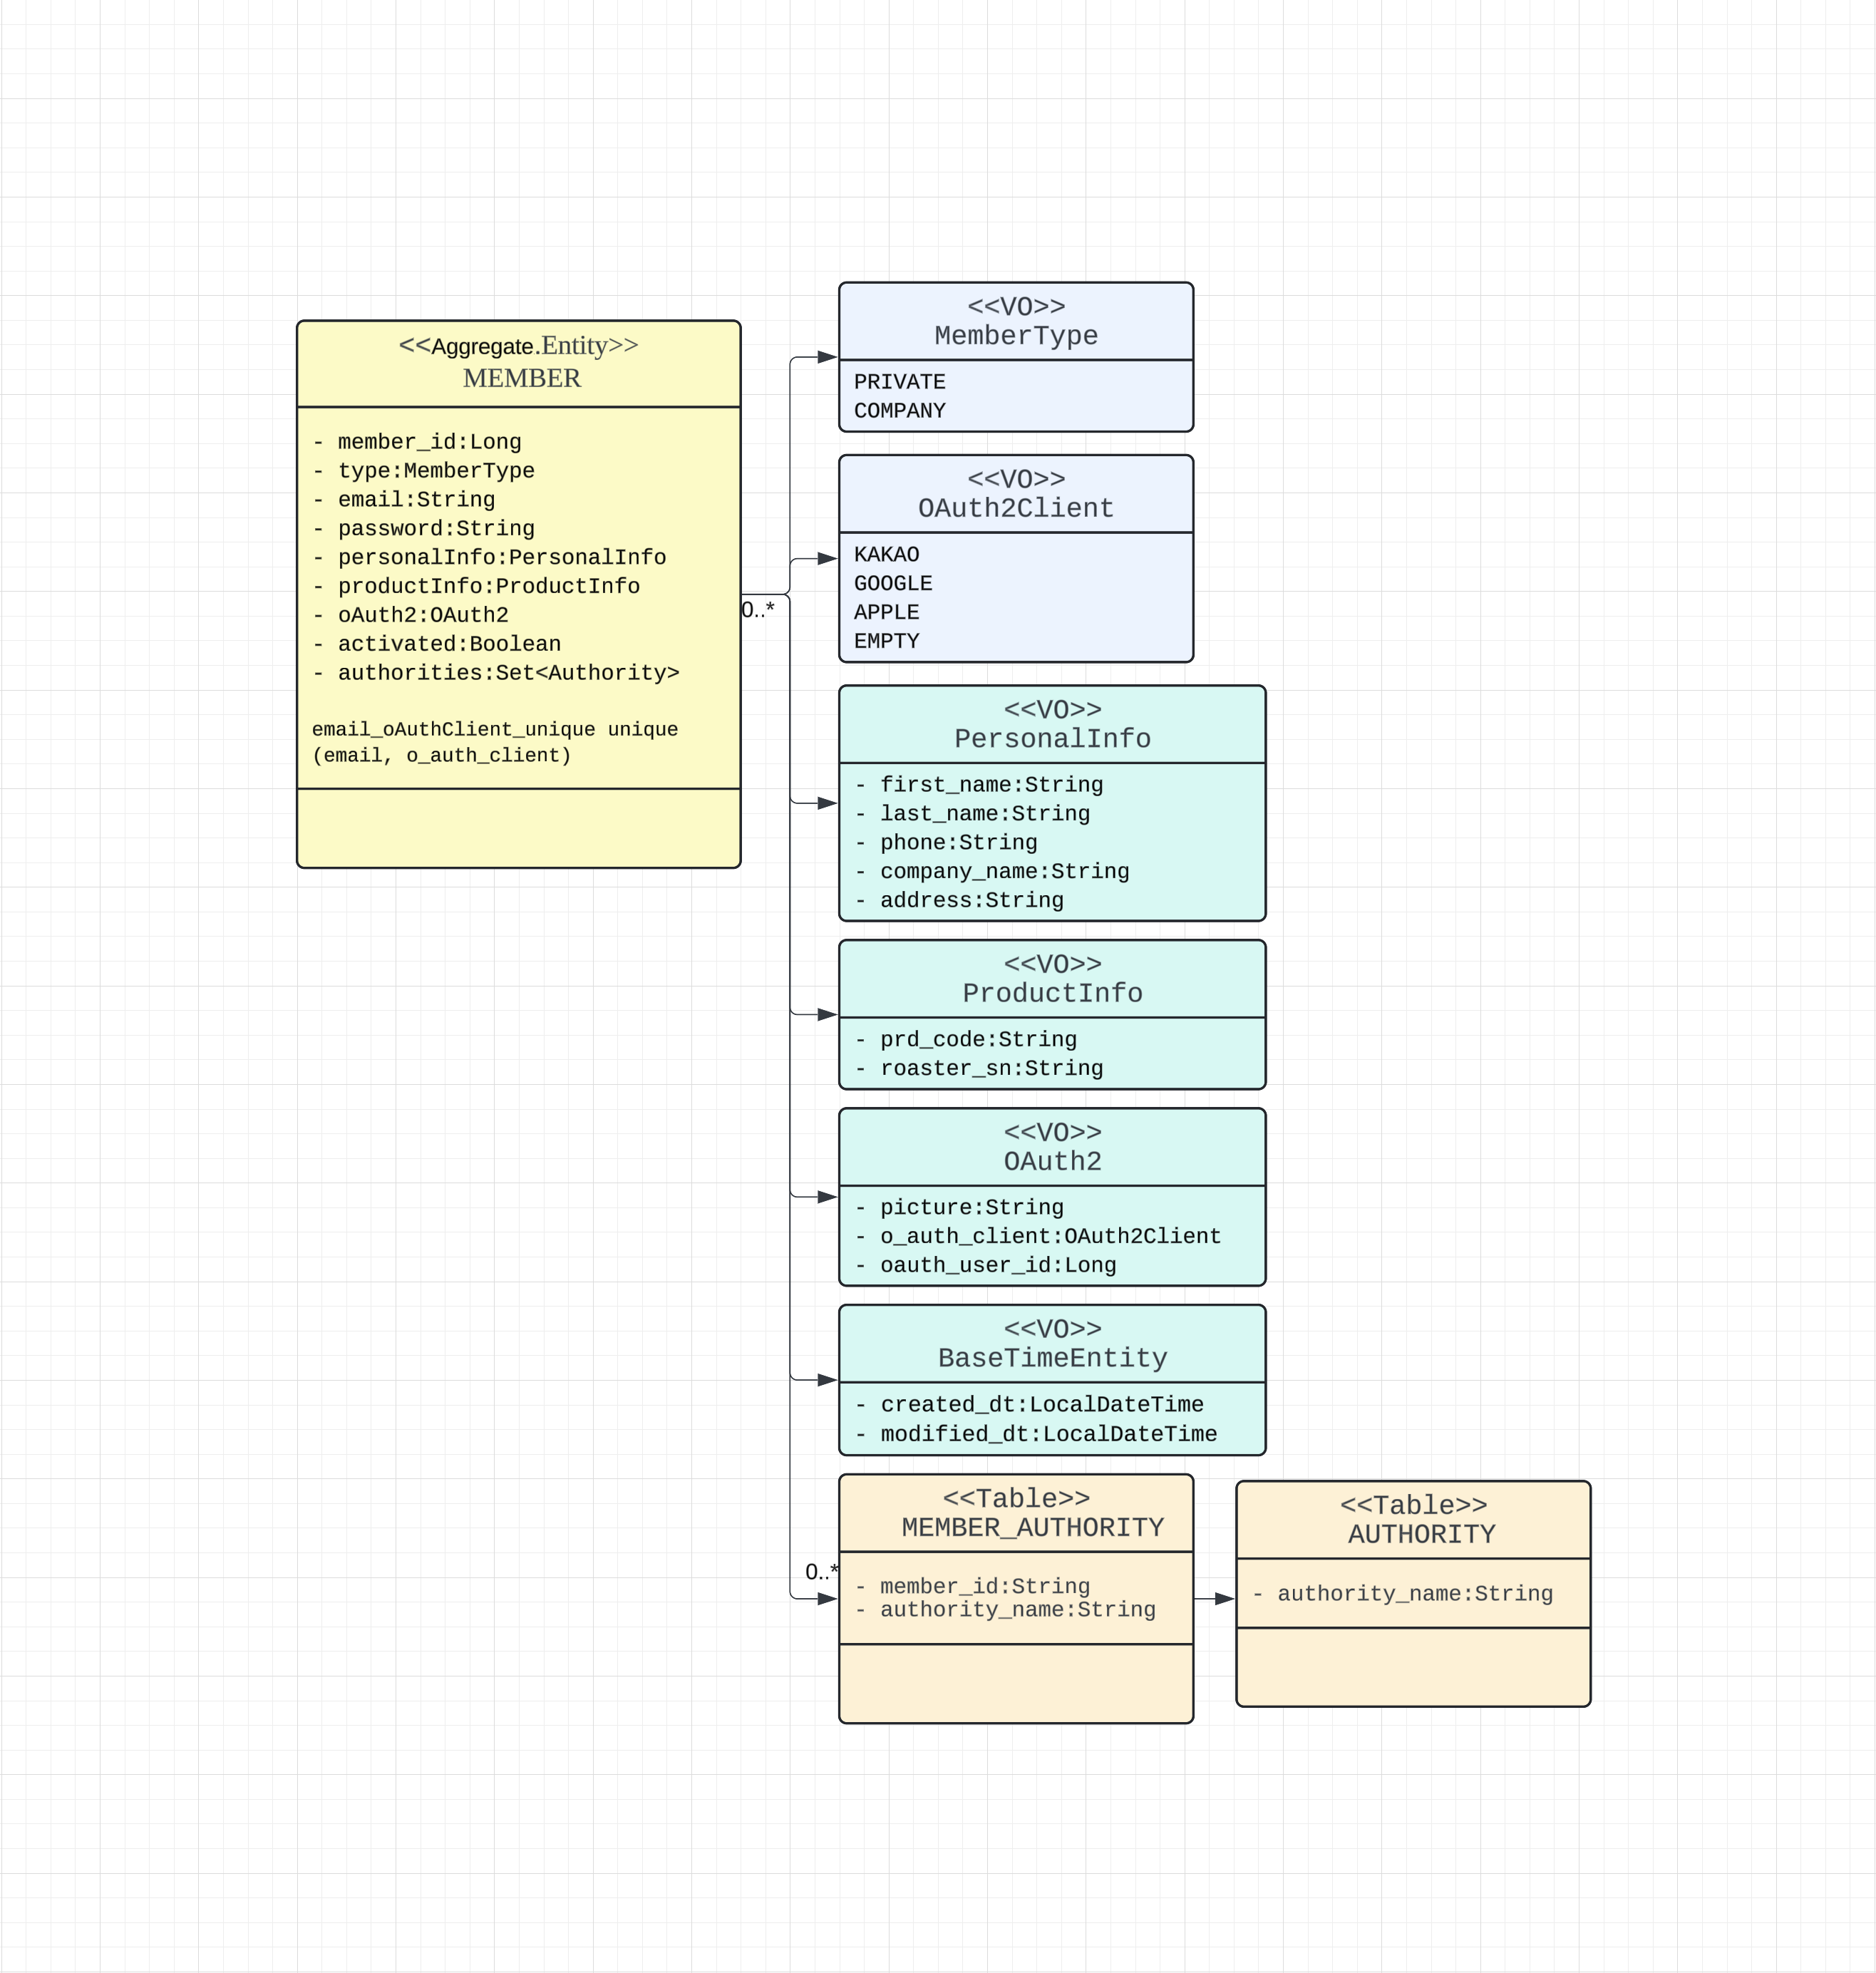 <<Aggregate.Entity>>
MEMBER
- member_id:Long
- type:MemberType
- email:String
- password:String
- personalInfo:PersonalInfo
- productInfo:ProductInfo
- oAuth2:OAuth2
- activated:Boolean
- authorities:Set<Authority>
email_oAuthClient_unique unique
(email, o_auth_client)
0..*
<<VO>>
MemberType
PRIVATE
COMPANY
<<VO>>
OAuth2Client
KAKAO
GOOGLE
APPLE
EMPTY
<<VO>>
PersonalInfo
- first_name:String
- last_name:String
- phone:String
- company_name:String
- address:String
<<VO>>
ProductInfo
- prd_code:String
- roaster_sn:String
<<VO>>
OAuth2
- picture:String
- o_auth_client:OAuth2Client
- oauth_user_id:Long
<<VO>>
BaseTimeEntity
- created_dt:LocalDateTime
- modified_dt:LocalDateTime
0..*
<<Table>>
MEMBER_AUTHORITY
- member_id:String
- authority_name:String
<<Table>>
AUTHORITY
- authority_name:String